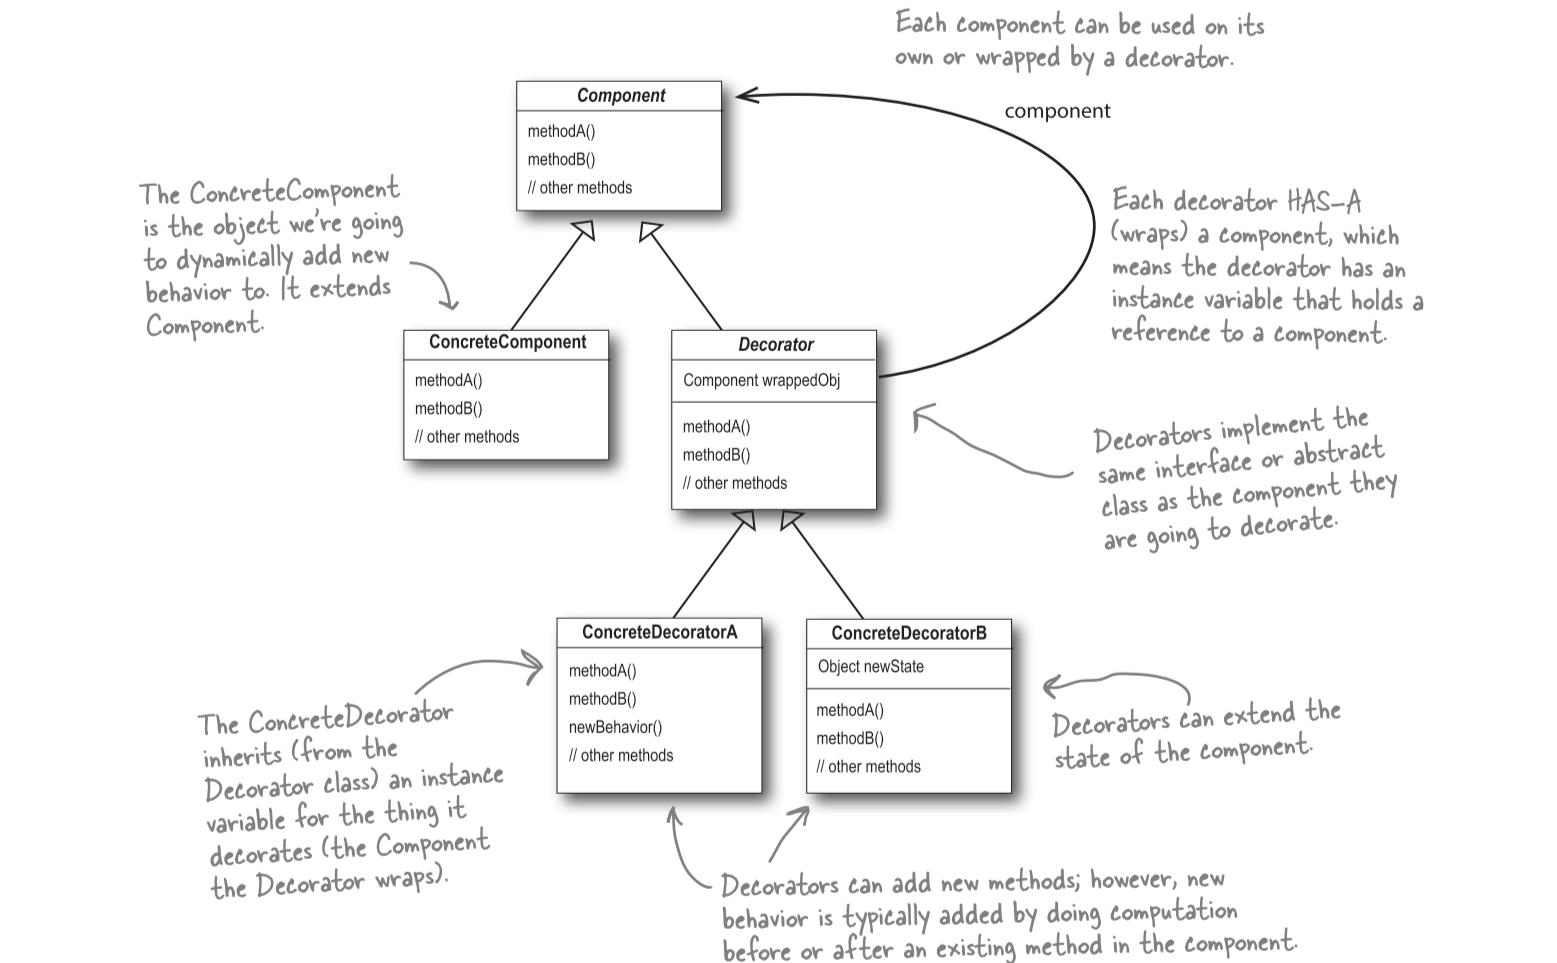 Each component can be used on its
own or wrapped by a decorator.
Component
methodA()
methodB()
// other methods
component
The ConcreteComponent
is the object we're going
to dynamically add new
behavior to. It extends
Component.
Each decorator HAS-A
(wraps) a component, which
means the decorator has an
instance variable that holds a
reference to a component.
ConcreteComponent
methodA()
methodB()
// other methods
Decorator
Component wrappedObj
methodA()
methodB()
// other methods
Decorators implement the
same interface or abstract
class as the component they
are going to decorate.
ConcreteDecoratorA
methodA()
methodB()
newBehavior()
// other methods
ConcreteDecoratorB
Object newState
methodA()
methodB()
// other methods
The ConcreteDecorator
inherits (from the
Decorator class) an instance
variable for the thing it
decorates (the Component
the Decorator wraps).
Decorators can extend the
state of the component.
Decorators can add new methods; however, new
behavior is typically added by doing computation
before or after an existing method in the component.